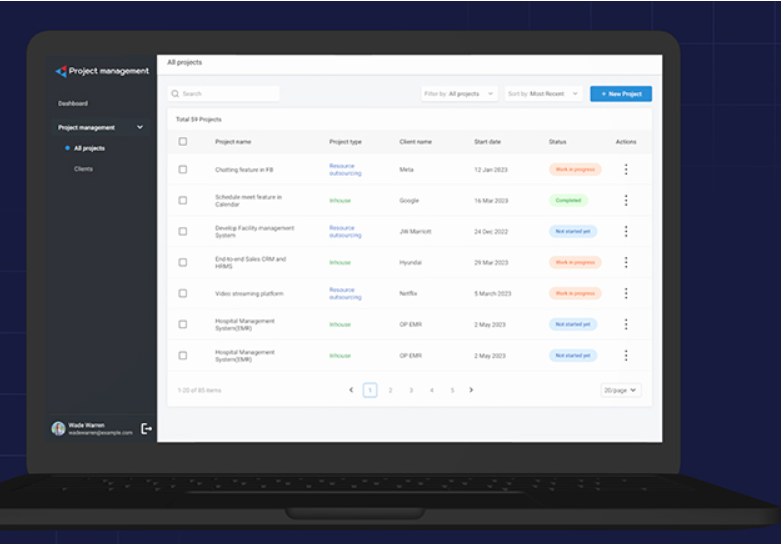 Project management
Dashboard
Project management
All projects
Clients
Wade Warren
wadewarren@example.com
All projects
Search
Filter by: All projects
Sort by: Most Recent
+ New Project
Total 59 Projects
Project name Project type Client name Start date Status Actions
Chatting feature in FB Resource outsourcing Meta 12 Jan 2023 Work in progress
Schedule meet feature in Calendar Inhouse Google 16 Mar 2023 Completed
Develop Facility management System Resource outsourcing JW Marriott 24 Dec 2022 Not started yet
End-to-end Sales CRM and HRMS Inhouse Hyundai 29 Mar 2023 Work in progress
Video streaming platform Resource outsourcing Netflix 5 March 2023 Work in progress
Hospital Management System(EMR) Inhouse OP EMR 2 May 2023 Not started yet
Hospital Management System(EMR) Inhouse OP EMR 2 May 2023 Not started yet
1-20 of 85 items
1 2 3 4 5
20/page